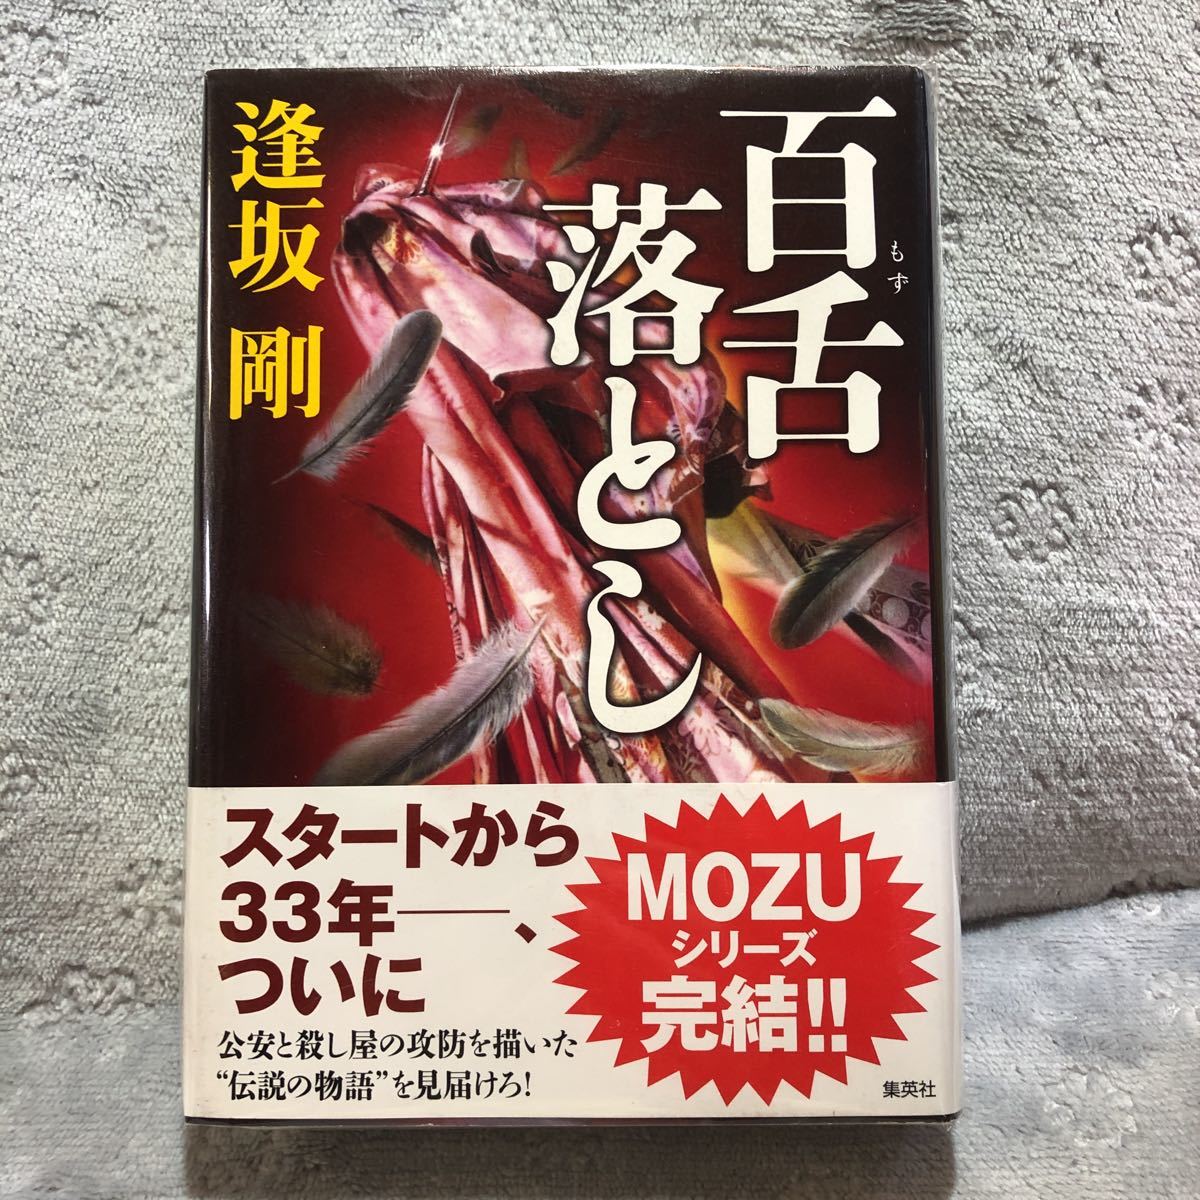 百舌
もず
落とし
逢坂 剛
スタートから
33年――、
ついに
公安と殺し屋の攻防を描いた
“伝説の物語”を見届けろ!
MOZU
シリーズ
完結!!
集英社